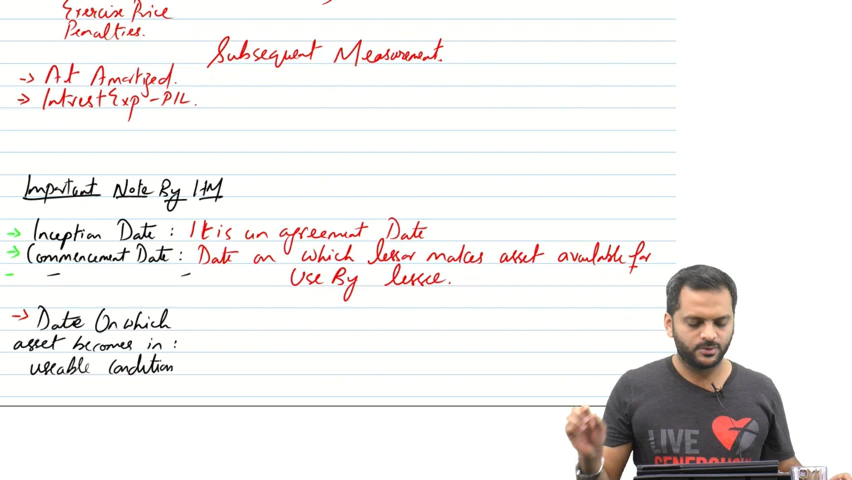 Exercise Price
Penalties.
Subsequent Measurement.
→ At Amortized.
→ Intrest Exp - P/L.
Important Note By HM
→ Inception Date : It is an agreement Date
→ Commencement Date : Date on which lessor makes asset available for
Use By lessee.
→ Date On which
asset becomes in :
useable condition
LIVE
GENEROUSLY